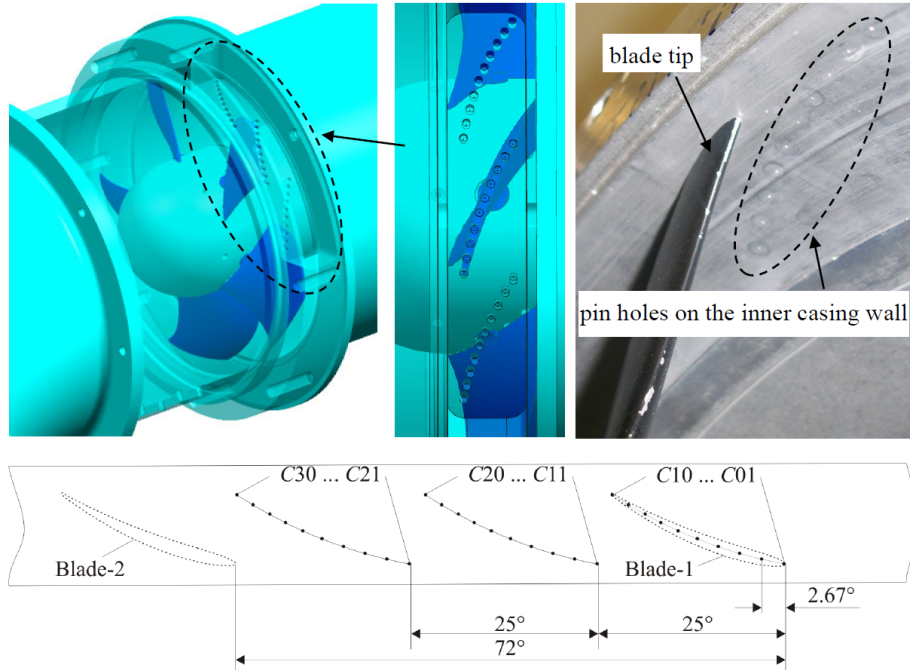 blade tip
pin holes on the inner casing wall
C30 ... C21
C20 ... C11
C10 ... C01
Blade-2
Blade-1
2.67°
25°
25°
72°